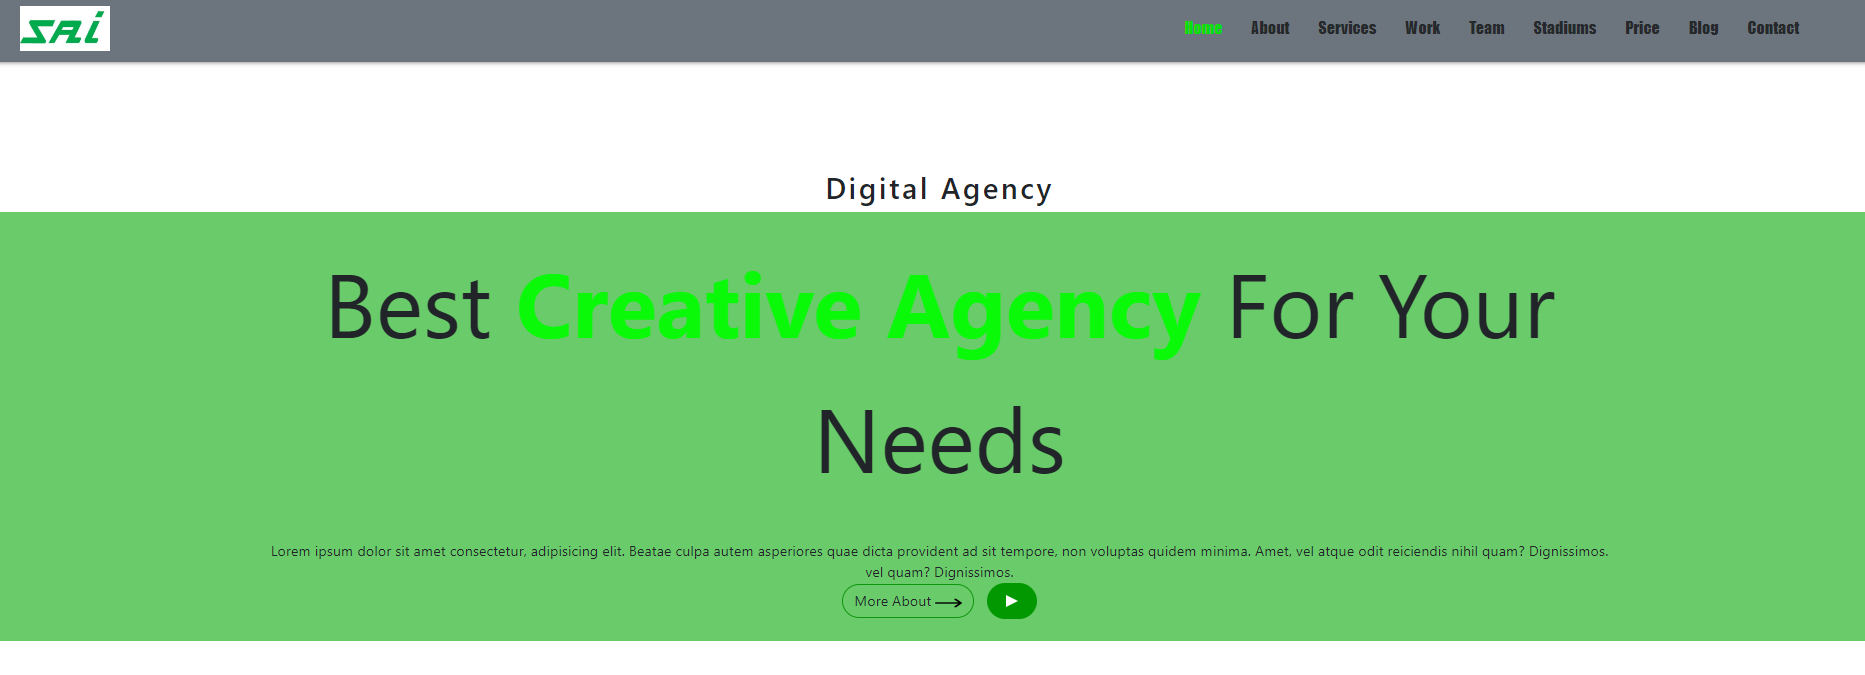 SAi
Home About Services Work Team Stadiums Price Blog Contact
Digital Agency
Best Creative Agency For Your
Needs
Lorem ipsum dolor sit amet consectetur, adipisicing elit. Beatae culpa autem asperiores quae dicta provident ad sit tempore, non voluptas quidem minima. Amet, vel atque odit reiciendis nihil quam? Dignissimos.
vel quam? Dignissimos.
More About